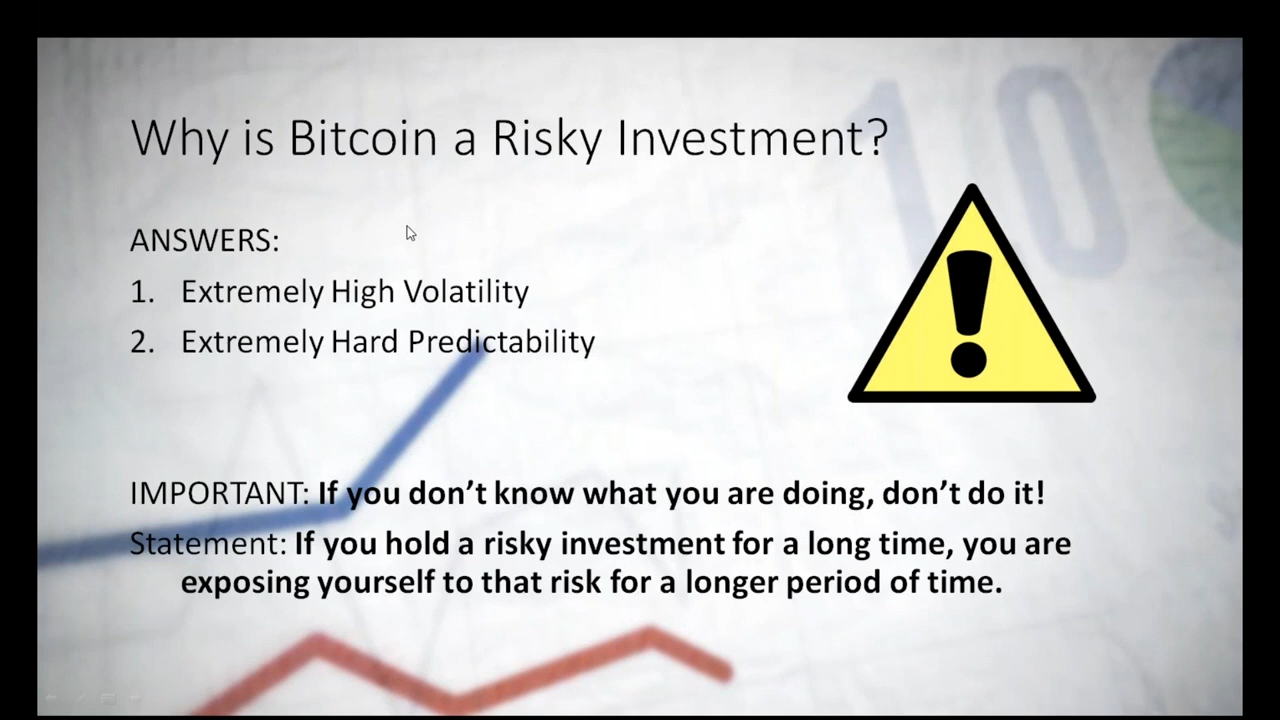 10
Why is Bitcoin a Risky Investment?
ANSWERS:
1. Extremely High Volatility
2. Extremely Hard Predictability
!
IMPORTANT: If you don’t know what you are doing, don’t do it!
Statement: If you hold a risky investment for a long time, you are
exposing yourself to that risk for a longer period of time.